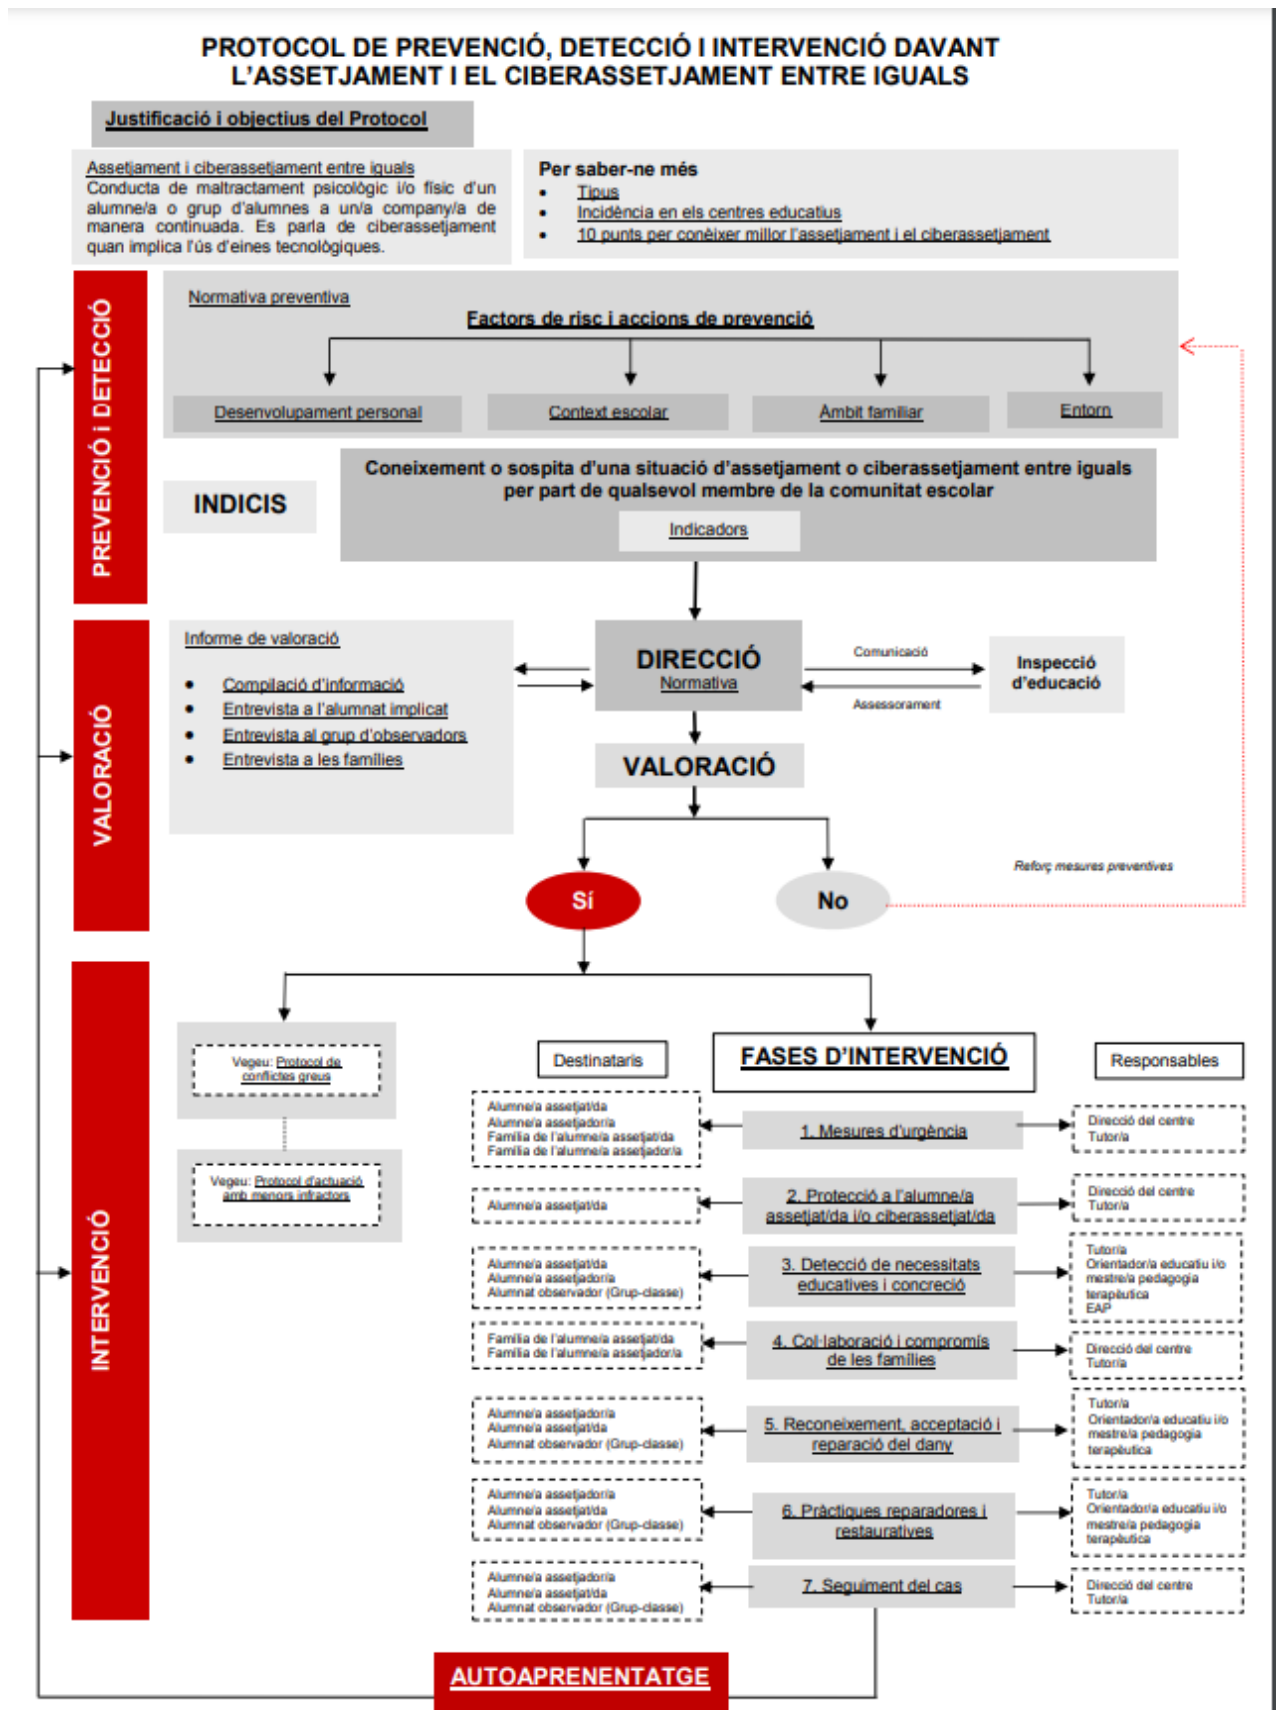 PROTOCOL DE PREVENCIÓ, DETECCIÓ I INTERVENCIÓ DAVANT
L'ASSETJAMENT I EL CIBERASSETJAMENT ENTRE IGUALS
Justificació i objectius del Protocol
Assetjament i ciberassetjament entre iguals
Conducta de maltractament psicològic i/o físic d'un
alumne/a o grup d'alumnes a un/a company/a de
manera continuada. Es parla de ciberassetjament
quan implica l'ús d'eines tecnològiques.
Per saber-ne més
• Tipus
• Incidència en els centres educatius
• 10 punts per conèixer millor l'assetjament i el ciberassetjament
PREVENCIÓ i DETECCIÓ
Normativa preventiva
Factors de risc i accions de prevenció
Desenvolupament personal
Context escolar
Àmbit familiar
Entorn
INDICIS
Coneixement o sospita d'una situació d'assetjament o ciberassetjament entre iguals
per part de qualsevol membre de la comunitat escolar
Indicadors
VALORACIÓ
Informe de valoració
• Compilació d'informació
• Entrevista a l'alumnat implicat
• Entrevista al grup d'observadors
• Entrevista a les famílies
DIRECCIÓ
Normativa
Comunicació
Assessorament
Inspecció
d'educació
VALORACIÓ
Sí
No
Reforç mesures preventives
INTERVENCIÓ
Vegeu: Protocol de
conflictes greus
Vegeu: Protocol d'actuació
amb menors infractors
Destinataris
FASES D'INTERVENCIÓ
Responsables
Alumne/a assetjat/da
Alumne/a assetjador/a
Família de l'alumne/a assetjat/da
Família de l'alumne/a assetjador/a
1. Mesures d'urgència
Direcció del centre
Tutor/a
Alumne/a assetjat/da
2. Protecció a l'alumne/a
assetjat/da i/o ciberassetjat/da
Direcció del centre
Tutor/a
Alumne/a assetjat/da
Alumne/a assetjador/a
Alumnat observador (Grup-classe)
3. Detecció de necessitats
educatives i concreció
Tutor/a
Orientador/a educatiu i/o
mestre/a pedagogia
terapèutica
EAP
Família de l'alumne/a assetjat/da
Família de l'alumne/a assetjador/a
4. Col·laboració i compromís
de les famílies
Direcció del centre
Tutor/a
Alumne/a assetjador/a
Alumne/a assetjat/da
Alumnat observador (Grup-classe)
5. Reconeixement, acceptació i
reparació del dany
Tutor/a
Orientador/a educatiu i/o
mestre/a pedagogia
terapèutica
Alumne/a assetjador/a
Alumne/a assetjat/da
Alumnat observador (Grup-classe)
6. Pràctiques reparadores i
restauratives
Tutor/a
Orientador/a educatiu i/o
mestre/a pedagogia
terapèutica
Alumne/a assetjador/a
Alumne/a assetjat/da
Alumnat observador (Grup-classe)
7. Seguiment del cas
Direcció del centre
Tutor/a
AUTOAPRENENTATGE